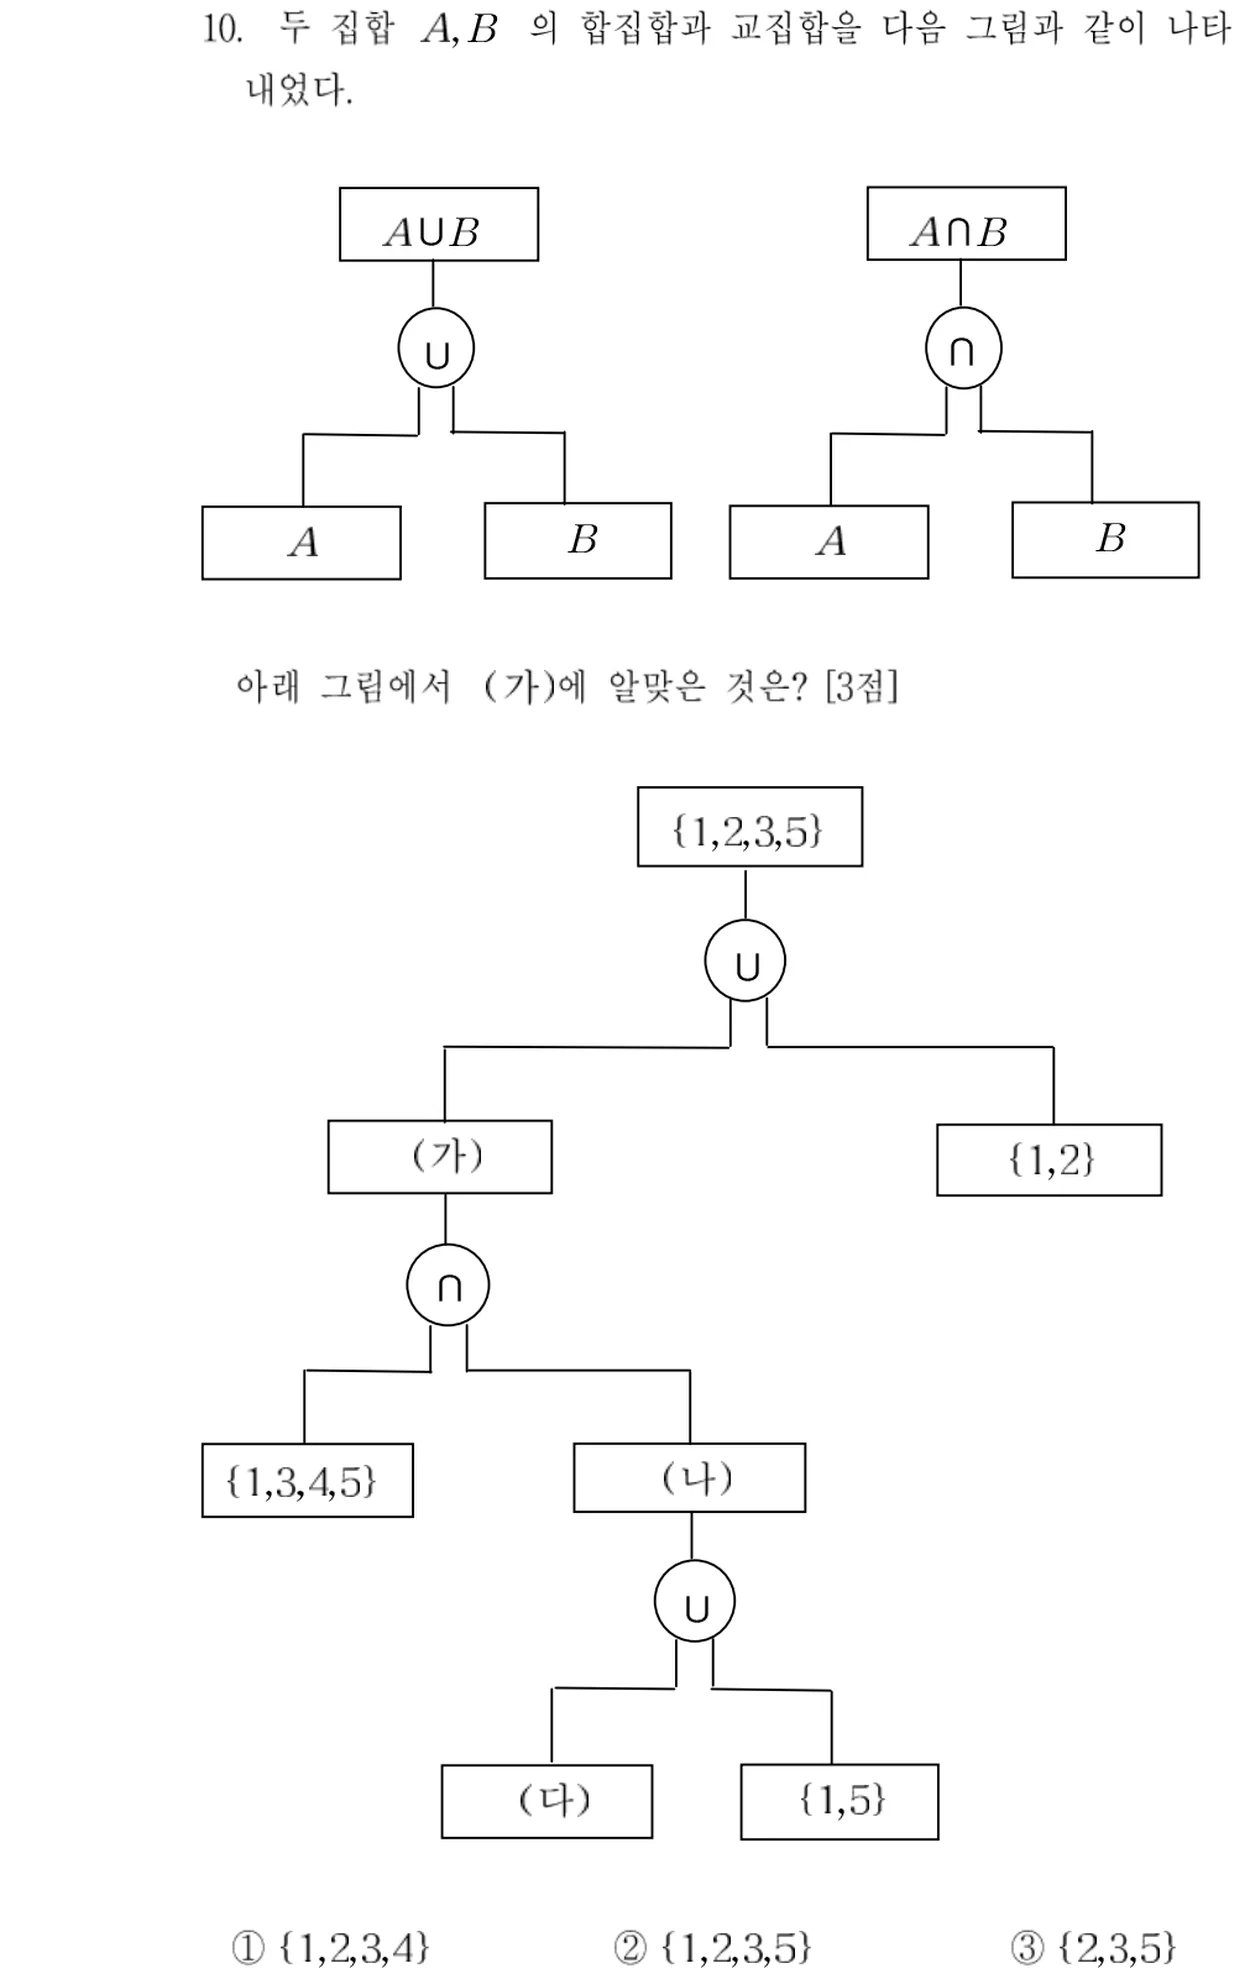 10. 두 집합 A, B 의 합집합과 교집합을 다음 그림과 같이 나타
내었다.
A∪B
A∩B
∪
∩
A
B
A
B
아래 그림에서 (가)에 알맞은 것은? [3점]
{1,2,3,5}
∪
(가)
{1,2}
∩
{1,3,4,5}
(나)
∪
(다)
{1,5}
① {1,2,3,4} ② {1,2,3,5} ③ {2,3,5}